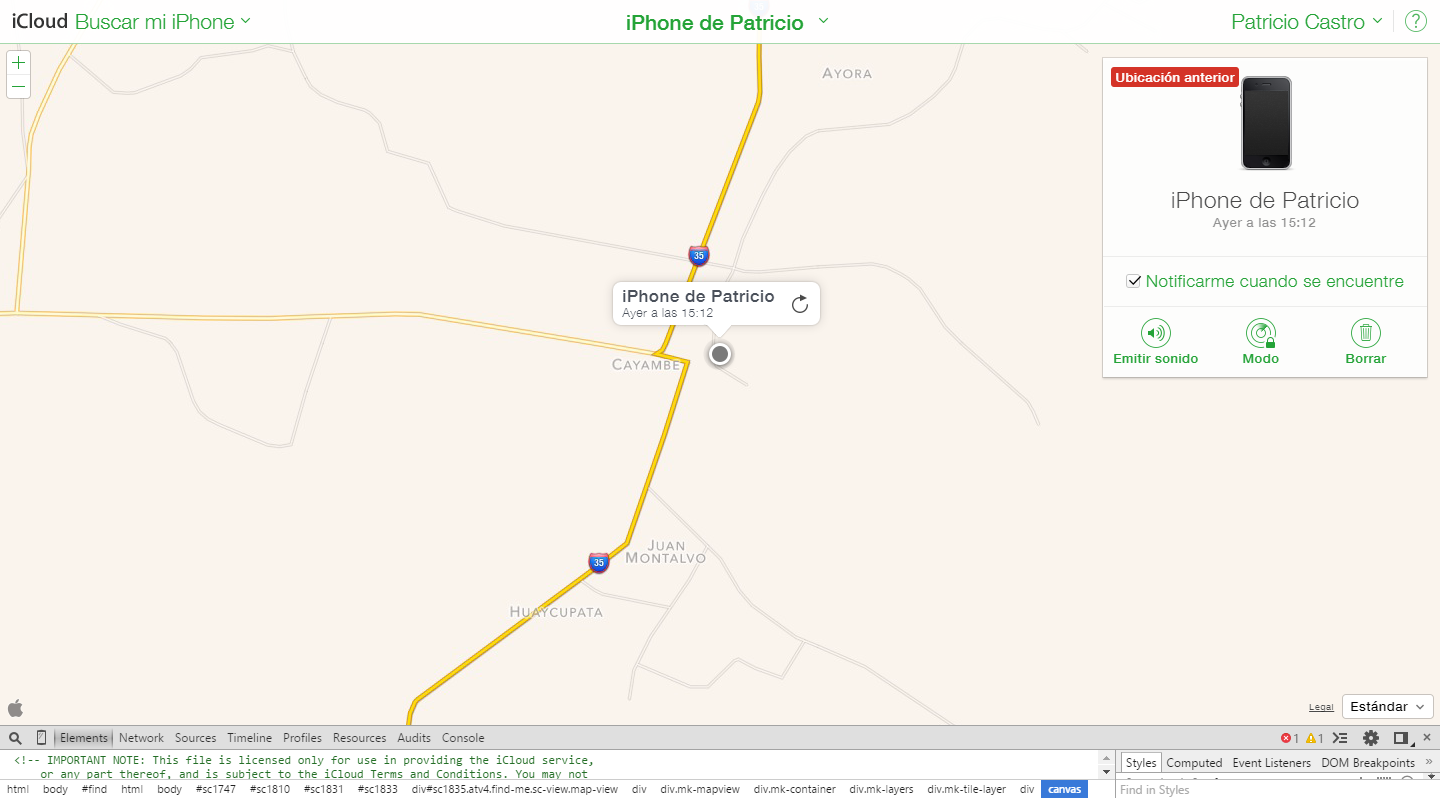 iCloud Buscar mi iPhone
iPhone de Patricio
Patricio Castro
?
+
−
AYORA
Ubicación anterior
iPhone de Patricio
Ayer a las 15:12
Notificarme cuando se encuentre
Emitir sonido
Modo
Borrar
35
iPhone de Patricio
Ayer a las 15:12
CAYAMBE
JUAN
MONTALVO
35
HUAYCUPATA
Legal
Estándar
Elements Network Sources Timeline Profiles Resources Audits Console
1 1
<!-- IMPORTANT NOTE: This file is licensed only for use in providing the iCloud service,
or any part thereof, and is subject to the iCloud Terms and Conditions. You may not
Styles Computed Event Listeners DOM Breakpoints »
Find in Styles
html body #find html body #sc1747 #sc1810 #sc1831 #sc1833 div#sc1835.atv4.find-me.sc-view.map-view div div.mk-mapview div.mk-container div.mk-layers div.mk-tile-layer div canvas